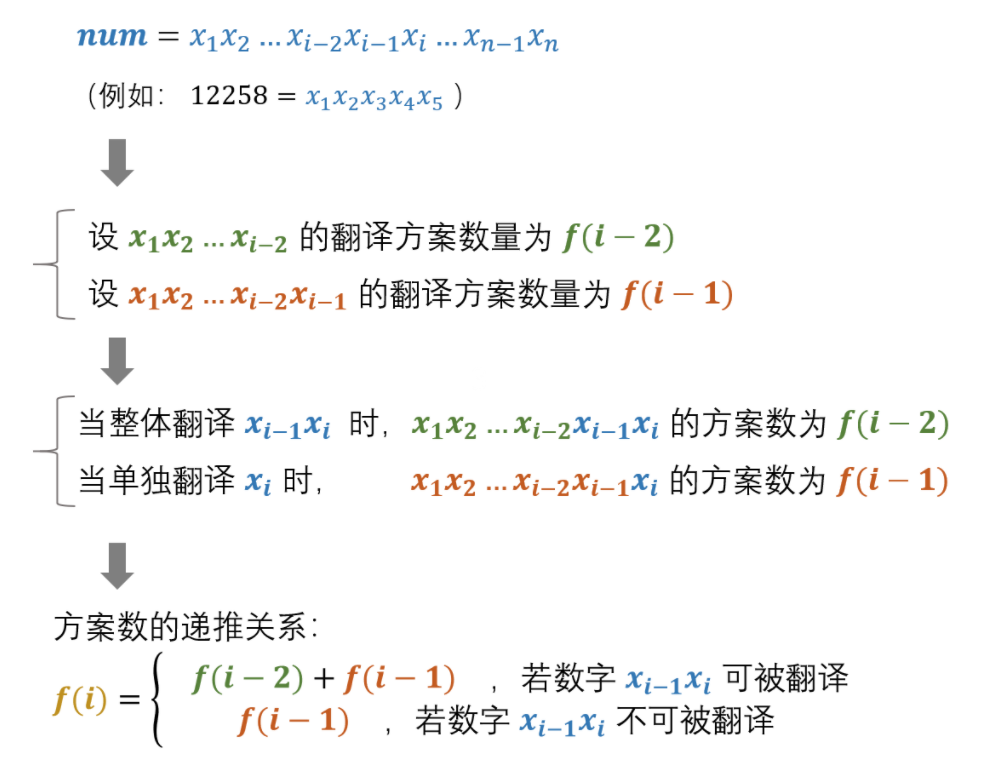 num = x₁x₂ … xᵢ₋₂xᵢ₋₁xᵢ … xₙ₋₁xₙ
（例如： 12258 = x₁x₂x₃x₄x₅ ）
设 x₁x₂ … xᵢ₋₂ 的翻译方案数量为 f(i − 2)
设 x₁x₂ … xᵢ₋₂xᵢ₋₁ 的翻译方案数量为 f(i − 1)
当整体翻译 xᵢ₋₁xᵢ 时，x₁x₂ … xᵢ₋₂xᵢ₋₁xᵢ 的方案数为 f(i − 2)
当单独翻译 xᵢ 时， x₁x₂ … xᵢ₋₂xᵢ₋₁xᵢ 的方案数为 f(i − 1)
方案数的递推关系：
f(i) = { f(i − 2) + f(i − 1) ，若数字 xᵢ₋₁xᵢ 可被翻译
f(i − 1) ，若数字 xᵢ₋₁xᵢ 不可被翻译